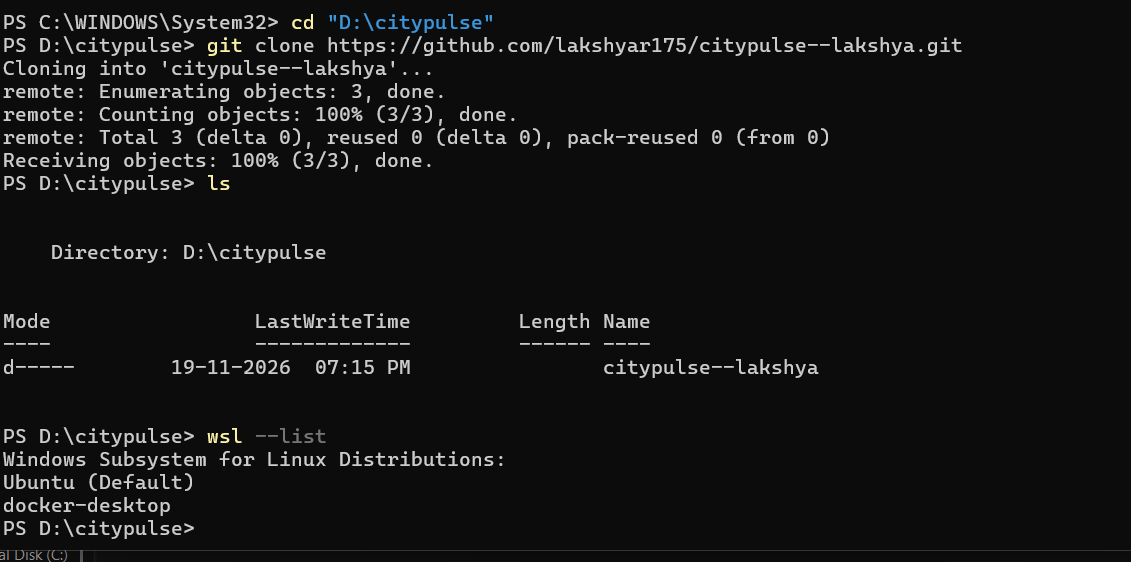 PS C:\WINDOWS\System32> cd "D:\citypulse"
PS D:\citypulse> git clone https://github.com/lakshyar175/citypulse--lakshya.git
Cloning into 'citypulse--lakshya'...
remote: Enumerating objects: 3, done.
remote: Counting objects: 100% (3/3), done.
remote: Total 3 (delta 0), reused 0 (delta 0), pack-reused 0 (from 0)
Receiving objects: 100% (3/3), done.
PS D:\citypulse> ls
Directory: D:\citypulse
Mode                 LastWriteTime         Length Name
----                 -------------         ------ ----
d-----        19-11-2026  07:15 PM                citypulse--lakshya
PS D:\citypulse> wsl --list
Windows Subsystem for Linux Distributions:
Ubuntu (Default)
docker-desktop
PS D:\citypulse>
al Disk (C:)